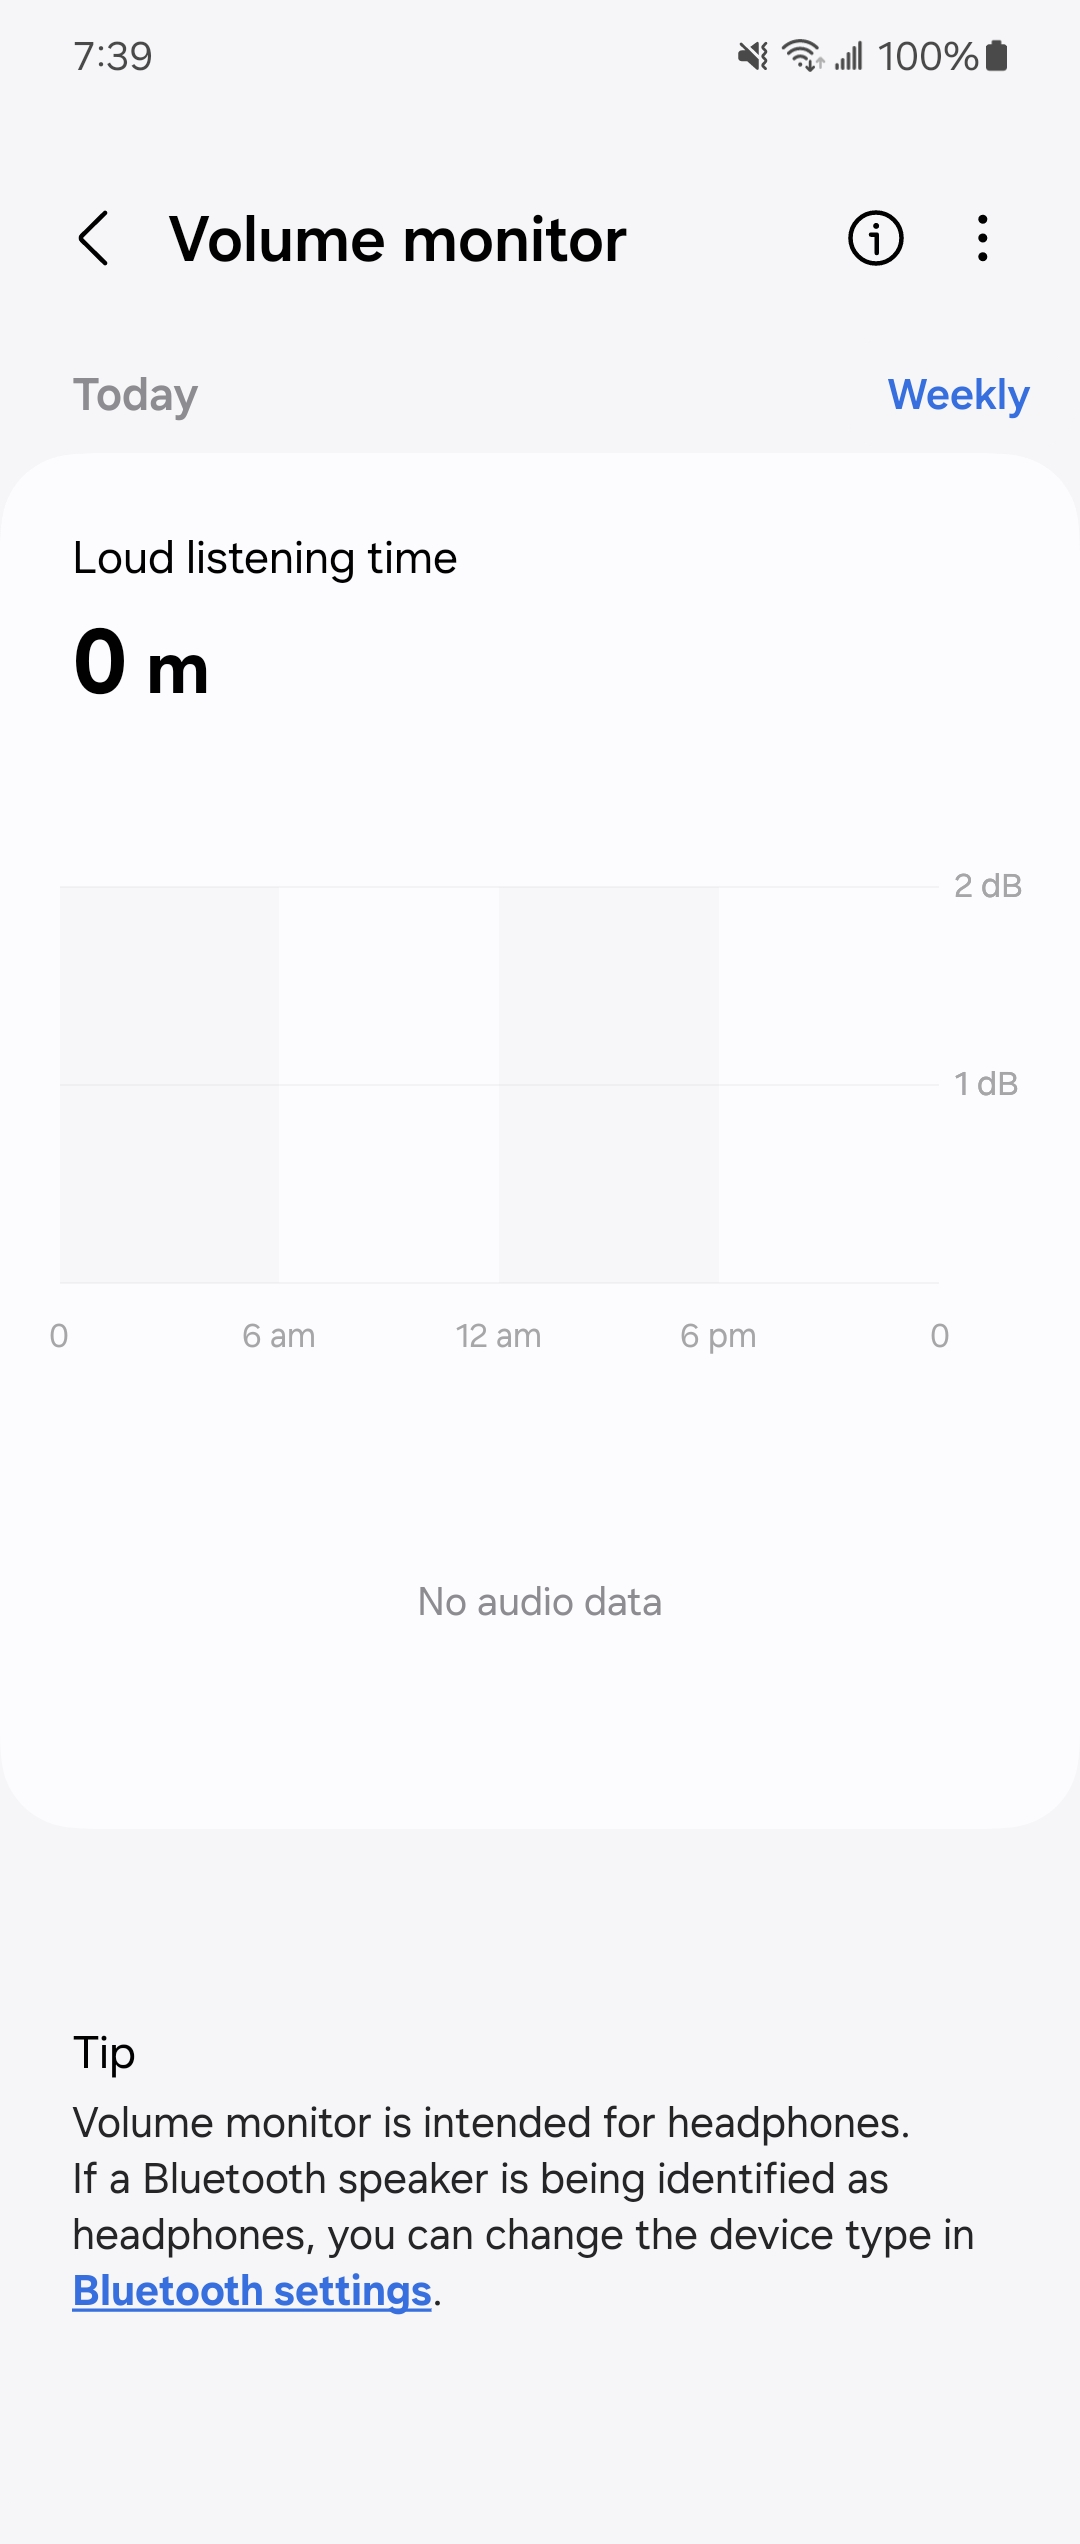 7:39
100%
Volume monitor
Today
Weekly
Loud listening time
0 m
2 dB
1 dB
0
6 am
12 am
6 pm
0
No audio data
Tip
Volume monitor is intended for headphones.
If a Bluetooth speaker is being identified as
headphones, you can change the device type in
Bluetooth settings.